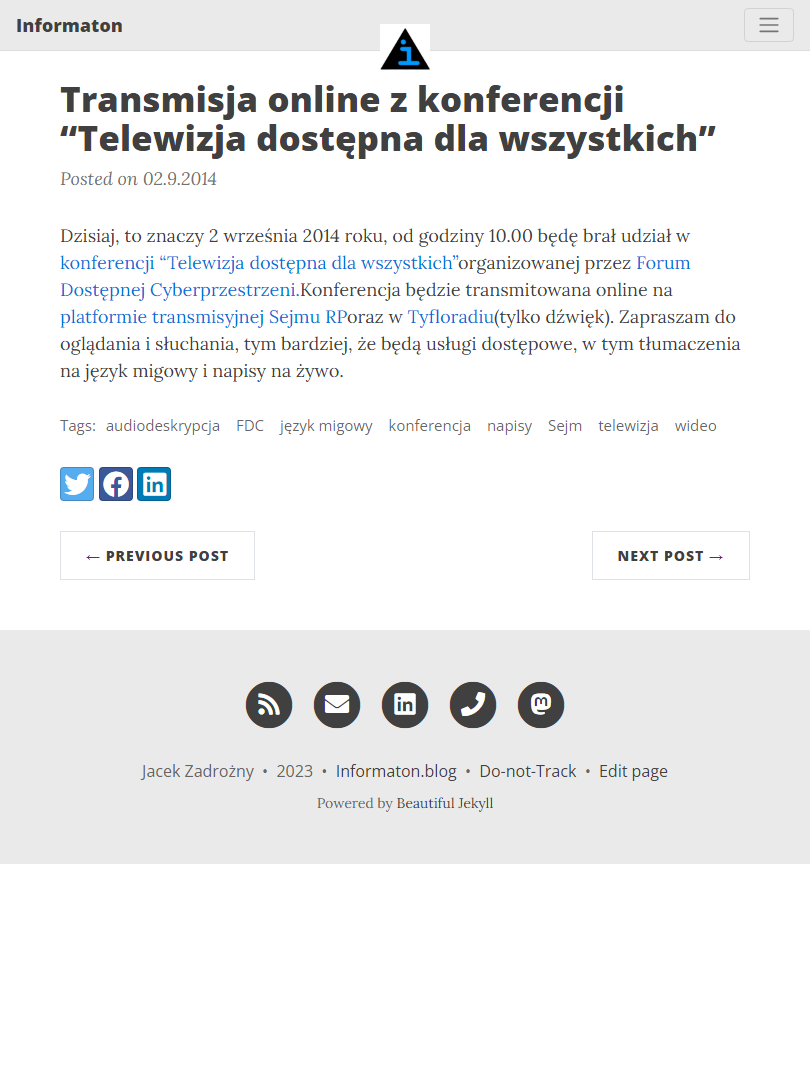 Informaton
i
Transmisja online z konferencji
“Telewizja dostępna dla wszystkich”
Posted on 02.9.2014
Dzisiaj, to znaczy 2 września 2014 roku, od godziny 10.00 będę brał udział w
konferencji “Telewizja dostępna dla wszystkich”organizowanej przez Forum
Dostępnej Cyberprzestrzeni.Konferencja będzie transmitowana online na
platformie transmisyjnej Sejmu RPoraz w Tyfloradiu(tylko dźwięk). Zapraszam do
oglądania i słuchania, tym bardziej, że będą usługi dostępowe, w tym tłumaczenia
na język migowy i napisy na żywo.
Tags: audiodeskrypcja FDC język migowy konferencja napisy Sejm telewizja wideo
← PREVIOUS POST NEXT POST →
Jacek Zadrożny • 2023 • Informaton.blog • Do-not-Track • Edit page
Powered by Beautiful Jekyll